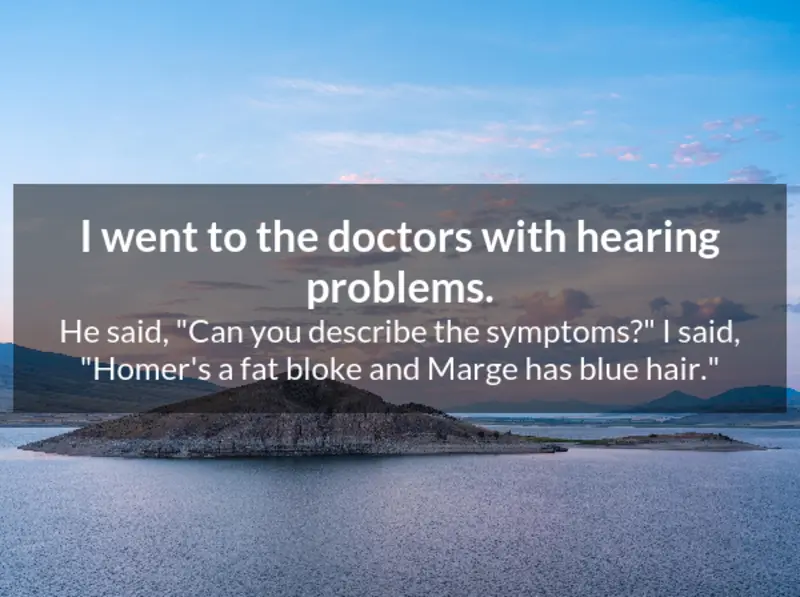 I went to the doctors with hearing
problems.
He said, "Can you describe the symptoms?" I said,
"Homer's a fat bloke and Marge has blue hair."